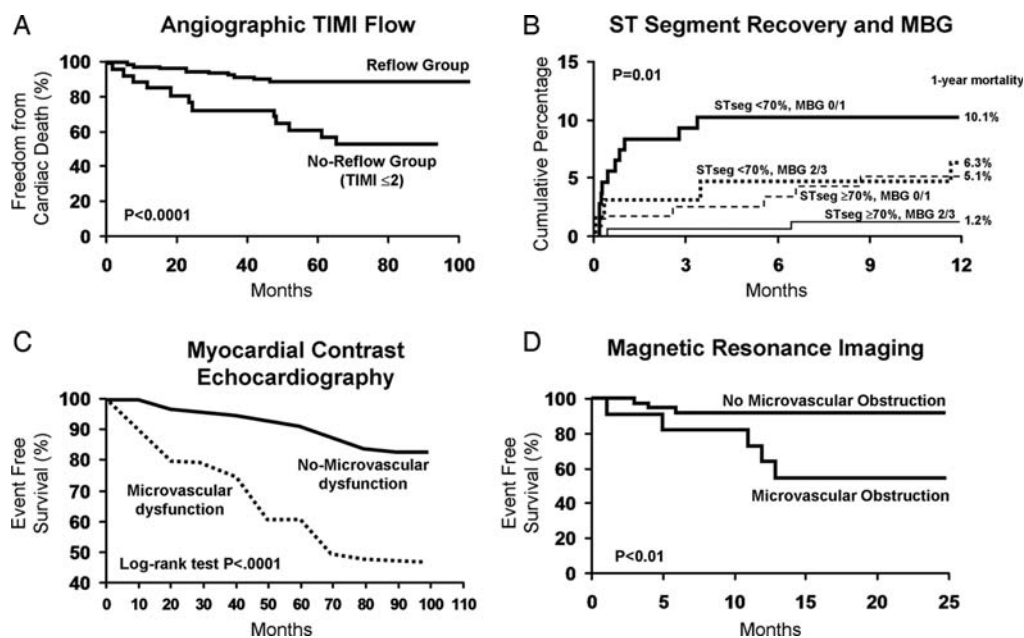 A
Angiographic TIMI Flow
Freedom from
Cardiac Death (%)
100
80
60
40
20
0
Reflow Group
No-Reflow Group
(TIMI ≤2)
P<0.0001
0 20 40 60 80 100
Months
B
ST Segment Recovery and MBG
Cumulative Percentage
15
10
5
0
P=0.01
1-year mortality
STseg <70%, MBG 0/1
10.1%
STseg <70%, MBG 2/3
6.3%
5.1%
STseg ≥70%, MBG 0/1
STseg ≥70%, MBG 2/3
1.2%
0 3 6 9 12
Months
C
Myocardial Contrast
Echocardiography
Event Free
Survival (%)
100
90
80
70
60
50
40
No-Microvascular
dysfunction
Microvascular
dysfunction
Log-rank test P<.0001
0 10 20 30 40 50 60 70 80 90 100 110
Months
D
Magnetic Resonance Imaging
Event Free
Survival (%)
100
80
60
40
20
0
No Microvascular Obstruction
Microvascular Obstruction
P<0.01
0 5 10 15 20 25
Months